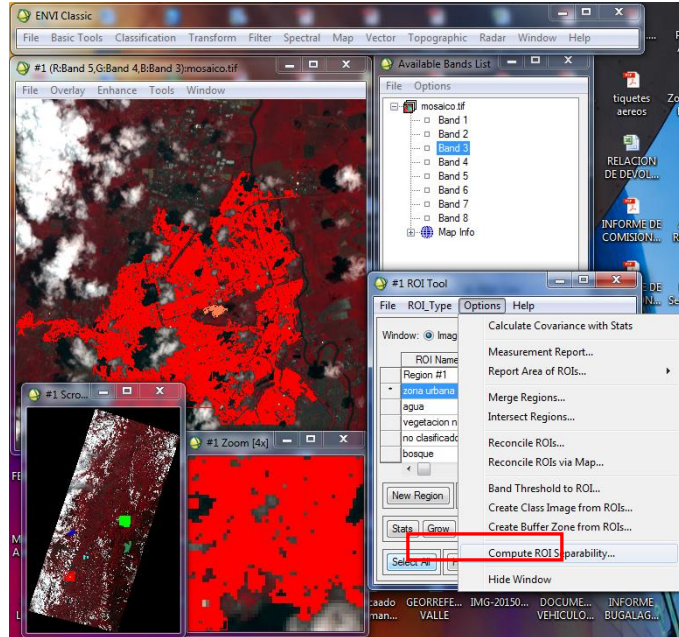 ENVI Classic
File Basic Tools Classification Transform Filter Spectral Map Vector Topographic Radar Window Help
#1 (R:Band 5,G:Band 4,B:Band 3):mosaico.tif
File Overlay Enhance Tools Window
Available Bands List
File Options
mosaico.tif
Band 1
Band 2
Band 3
Band 4
Band 5
Band 6
Band 7
Band 8
Map Info
tiquetes
aereos
RELACION
DE DEVOL...
INFORME DE
COMISIÓN...
#1 ROI Tool
File ROI_Type Options Help
Window: Imag
ROI Name
Region #1
zona urbana
agua
vegetacion n
no clasificado
bosque
New Region
Stats Grow
Select All
Calculate Covariance with Stats
Measurement Report...
Report Area of ROIs...
Merge Regions...
Intersect Regions...
Reconcile ROIs...
Reconcile ROIs via Map...
Band Threshold to ROI...
Create Class Image from ROIs...
Create Buffer Zone from ROIs...
Compute ROI Separability...
Hide Window
#1 Scro...
#1 Zoom [4x]
GEORREFE... IMG-20150... DOCUME... INFORME
VALLE VEHICULO... BUGALAG...